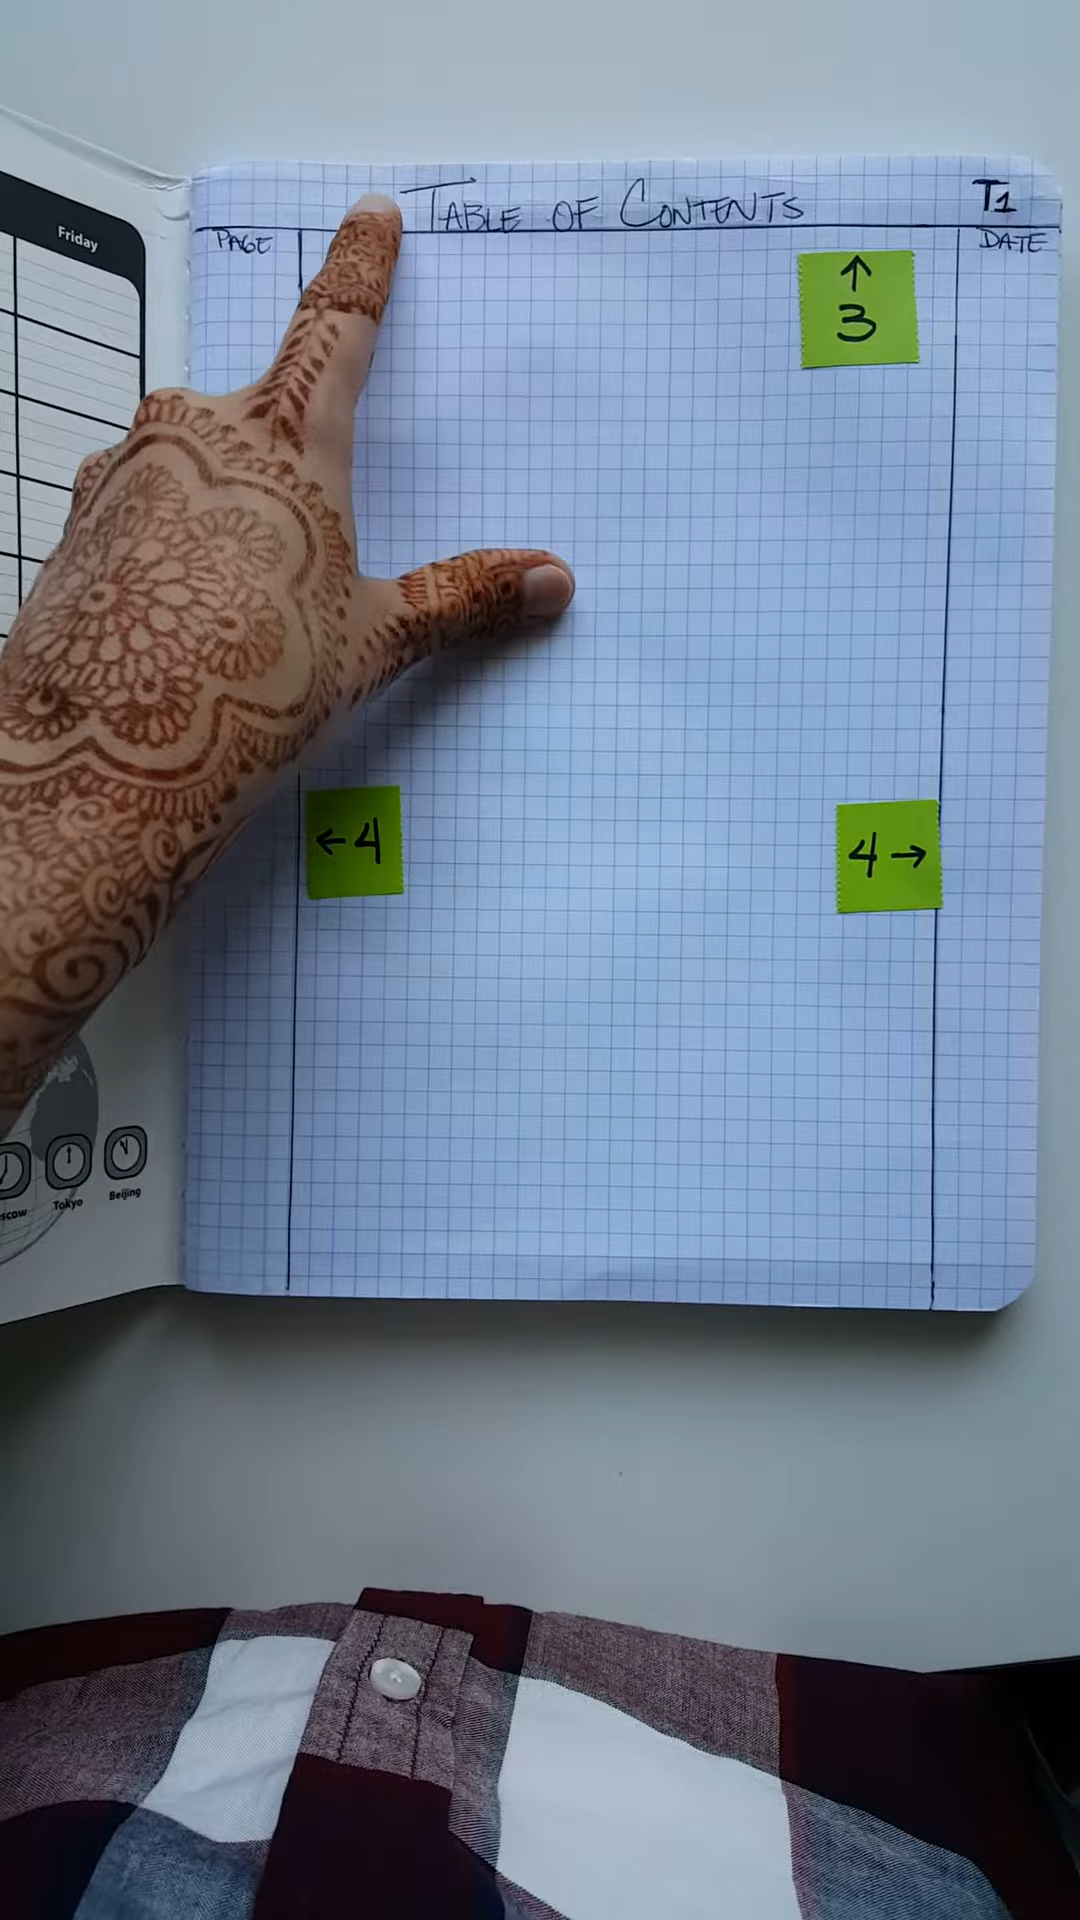 Friday
TABLE OF CONTENTS
T1
PAGE
DATE
↑
3
←4
4→
Tokyo
Beijing